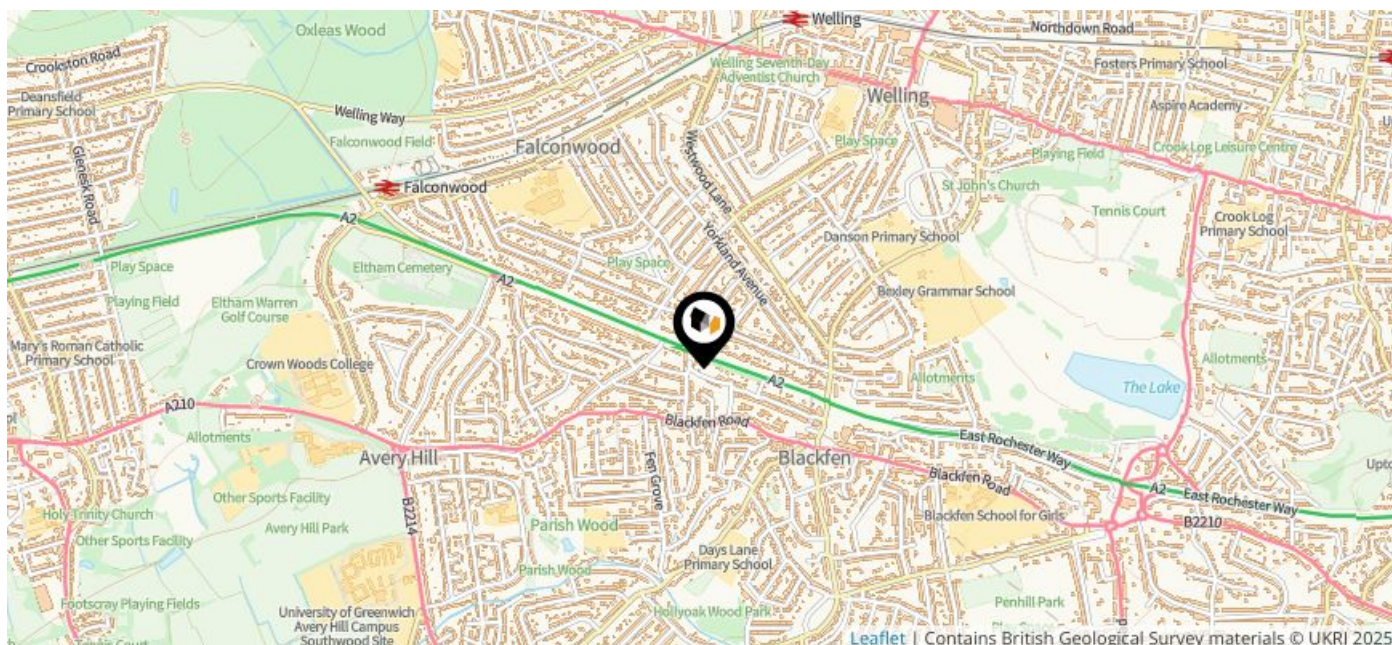 Oxleas Wood
Welling
Northdown Road
Crookston Road
Welling Seventh-Day
Adventist Church
Fosters Primary School
Deansfield
Primary School
Welling
Aspire Academy
Welling Way
Falconwood Field
Falconwood
Play Space
Playing Field
Crook Log Leisure Centre
Glenesk Road
Westwood Lane
Falconwood
St John's Church
A2
Yorkland Avenue
Tennis Court
Crook Log
Primary School
Danson Primary School
Play Space
Eltham Cemetery
Play Space
A2
Bexley Grammar School
Playing Field
Eltham Warren
Golf Course
Mary's Roman Catholic
Primary School
Crown Woods College
Allotments
A2
Allotments
The Lake
A210
Blackfen Road
Allotments
Avery Hill
Blackfen
East Rochester Way
Fen Grove
Other Sports Facility
Blackfen Road
A2
East Rochester Way
B2214
Holy Trinity Church
Avery Hill Park
Parish Wood
Blackfen School for Girls
B2210
Other Sports Facility
Days Lane
Primary School
Parish Wood
Footscray Playing Fields
University of Greenwich
Avery Hill Campus
Southwood Site
Hollyoak Wood Park
Penhill Park
Leaflet | Contains British Geological Survey materials © UKRI 2025